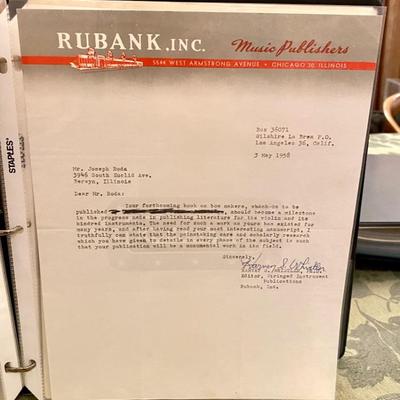 RUBANK, INC.
Music Publishers
5544 WEST ARMSTRONG AVENUE • CHICAGO 30, ILLINOIS
Box 36071
Wilshire La Brea P.O.
Los Angeles 36, Calif.
3 May 1958
Mr. Joseph Roda
3946 South Euclid Ave.
Berwyn, Illinois
Dear Mr. Roda:
Your forthcoming book on bow makers, which is to be
published, should become a milestone
in the progress made in publishing literature for the violin and its
kindred instruments. The need for such a work as yours has existed for
many years, and after having read your most interesting manuscript, I
truthfully can state that the painstaking care and scholarly research
which you have given to details in every phase of the subject is such
that your publication will be a monumental work in the field.
Sincerely,
Harvey S. Whistler
HARVEY S. WHISTLER, Ph.D.
Editor, Stringed Instrument
Publications
Rubank, Inc.
STAPLES